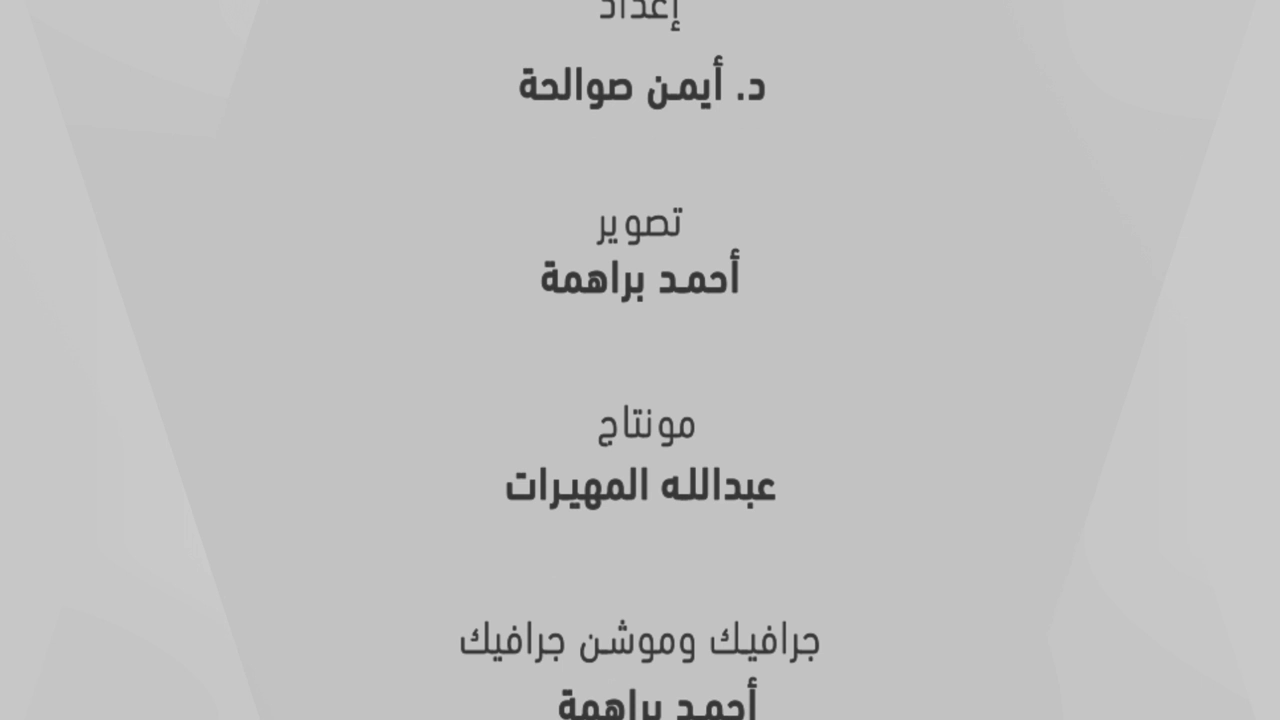 إعداد
د. أيمن صوالحة
تصوير
أحمد براهمة
مونتاج
عبدالله المهيرات
جرافيك وموشن جرافيك
أحمد براهمة